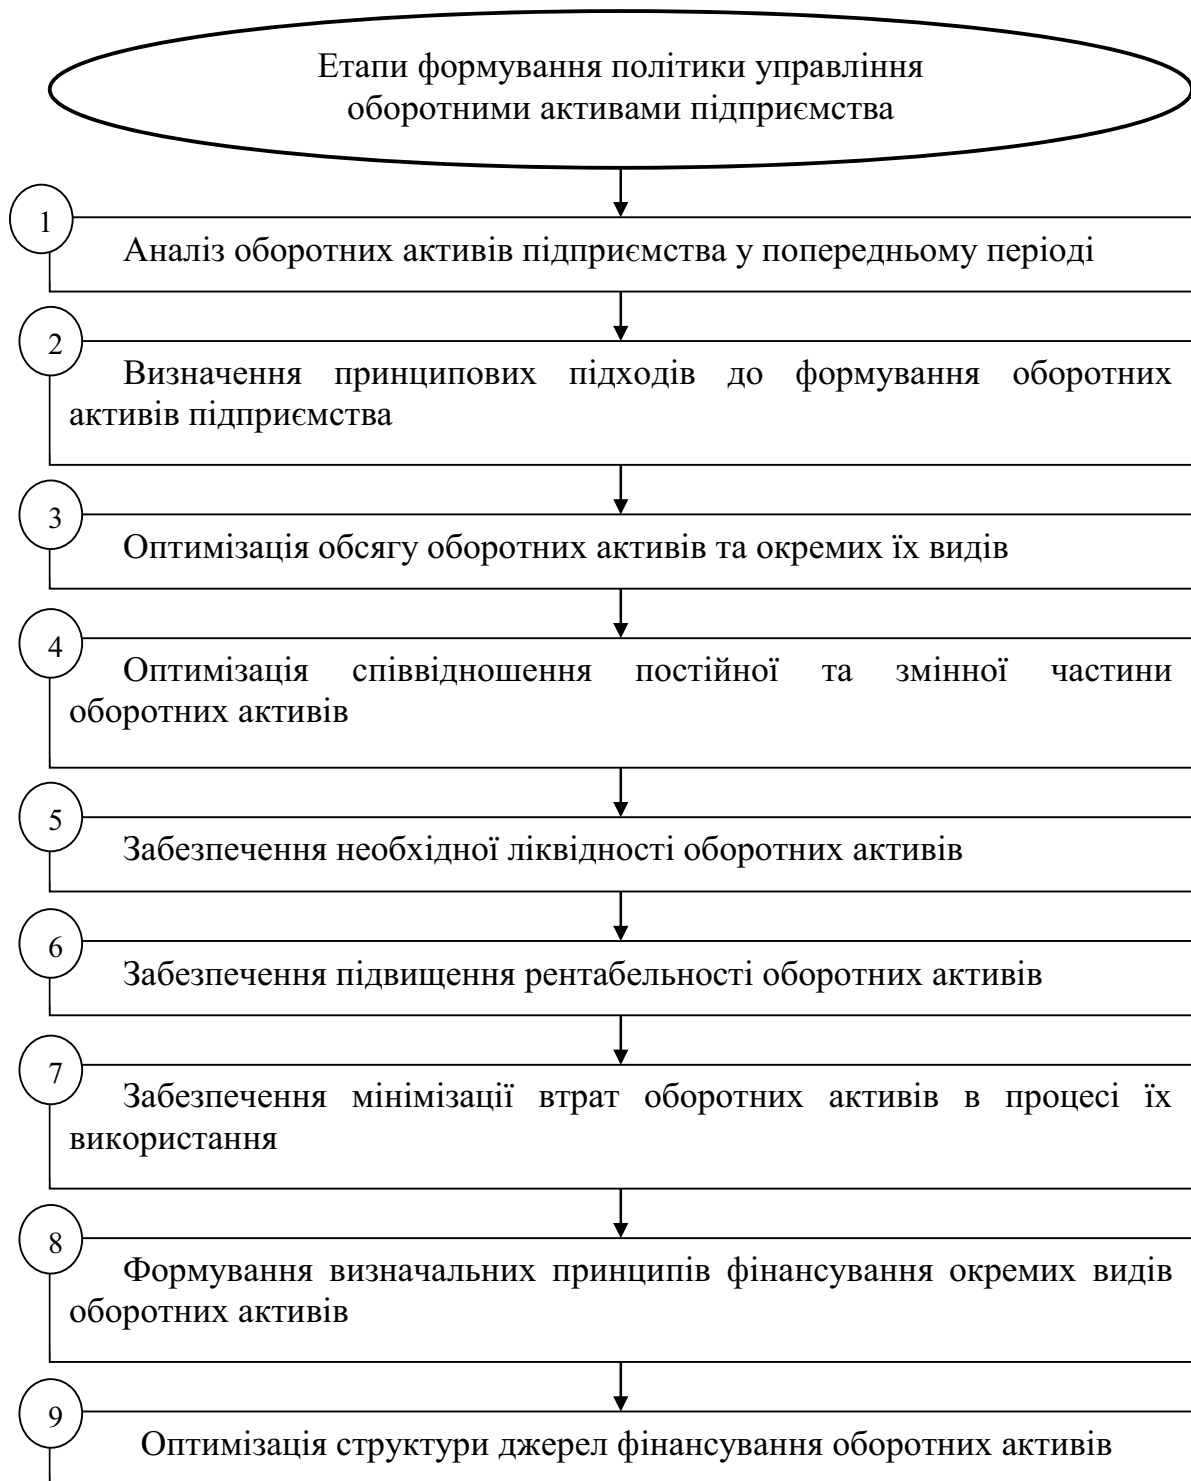 Етапи формування політики управління
оборотними активами підприємства
1
Аналіз оборотних активів підприємства у попередньому періоді
2
Визначення принципових підходів до формування оборотних
активів підприємства
3
Оптимізація обсягу оборотних активів та окремих їх видів
4
Оптимізація співвідношення постійної та змінної частини
оборотних активів
5
Забезпечення необхідної ліквідності оборотних активів
6
Забезпечення підвищення рентабельності оборотних активів
7
Забезпечення мінімізації втрат оборотних активів в процесі їх
використання
8
Формування визначальних принципів фінансування окремих видів
оборотних активів
9
Оптимізація структури джерел фінансування оборотних активів